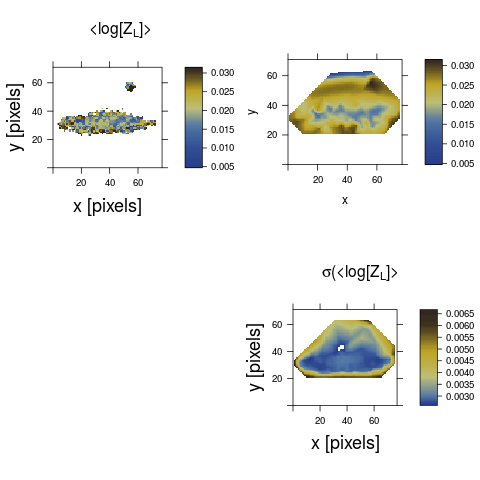 <log[Z_L]>
y [pixels]
60
40
20
20 40 60
x [pixels]
0.030
0.025
0.020
0.015
0.010
0.005
y
60
40
20
20 40 60
x
0.030
0.025
0.020
0.015
0.010
0.005
σ(<log[Z_L]>
y [pixels]
60
40
20
20 40 60
x [pixels]
0.0065
0.0060
0.0055
0.0050
0.0045
0.0040
0.0035
0.0030